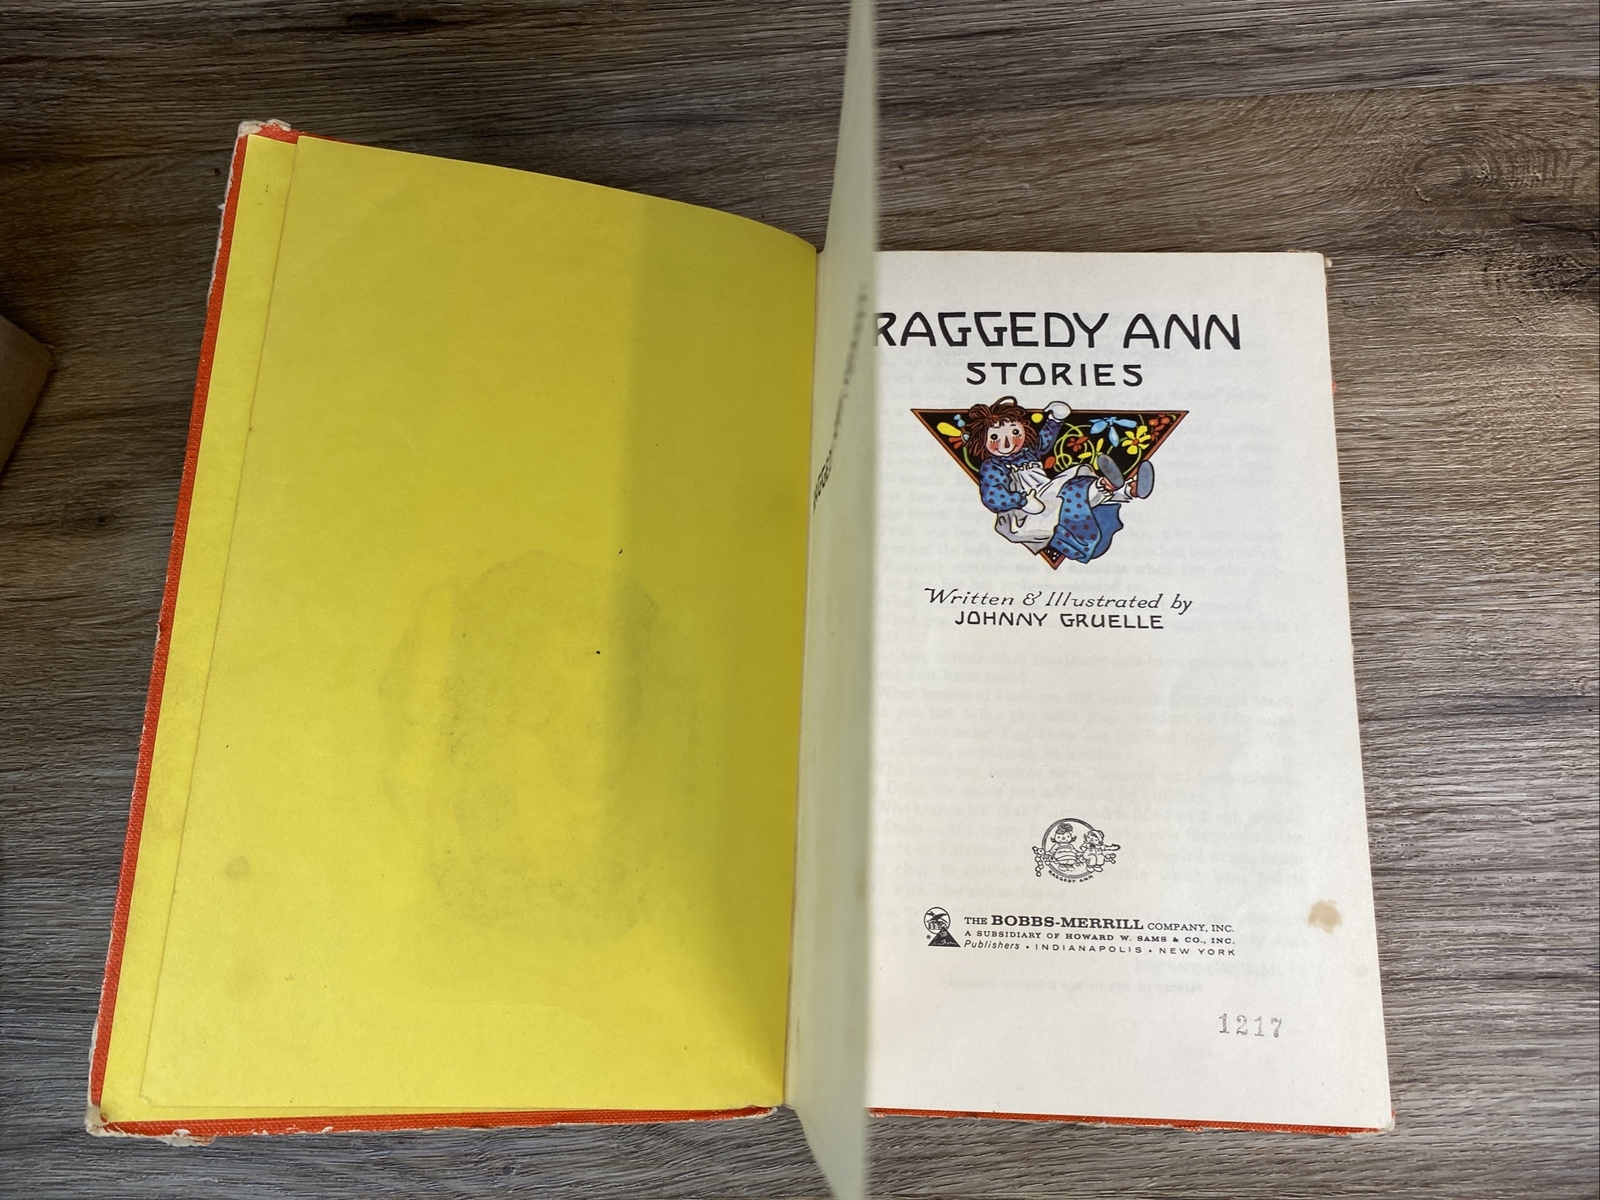 RAGGEDY ANN
STORIES
Written & Illustrated by
JOHNNY GRUELLE
RAGGEDY ANN
THE BOBBS-MERRILL COMPANY, INC.
A SUBSIDIARY OF HOWARD W. SAMS & CO., INC.
Publishers • INDIANAPOLIS • NEW YORK
1217